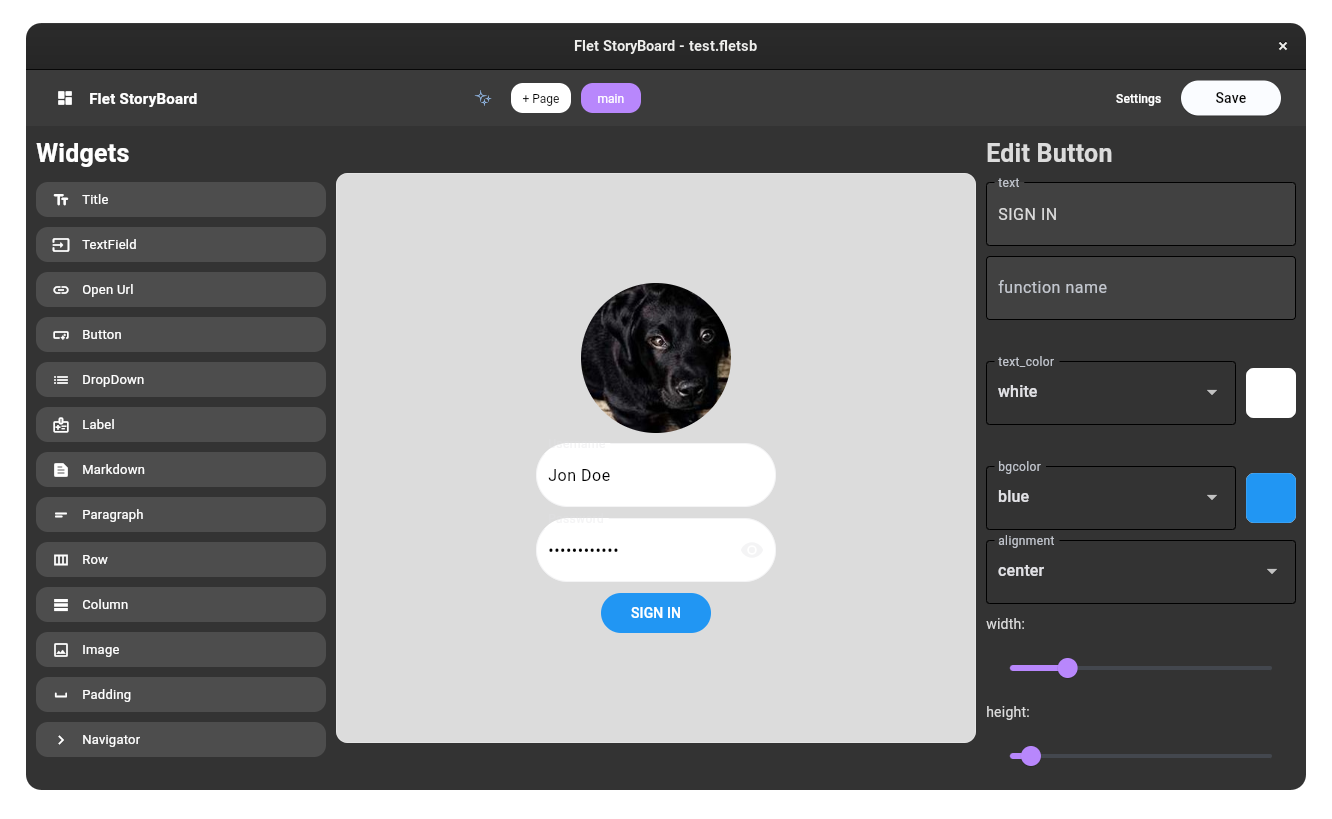 Flet StoryBoard - test.fletsb
Flet StoryBoard
+ Page
main
Settings
Save
Widgets
Title
TextField
Open Url
Button
DropDown
Label
Markdown
Paragraph
Row
Column
Image
Padding
Navigator
Jon Doe
••••••••••••
SIGN IN
Edit Button
text
SIGN IN
function name
text_color
white
bgcolor
blue
alignment
center
width:
height: